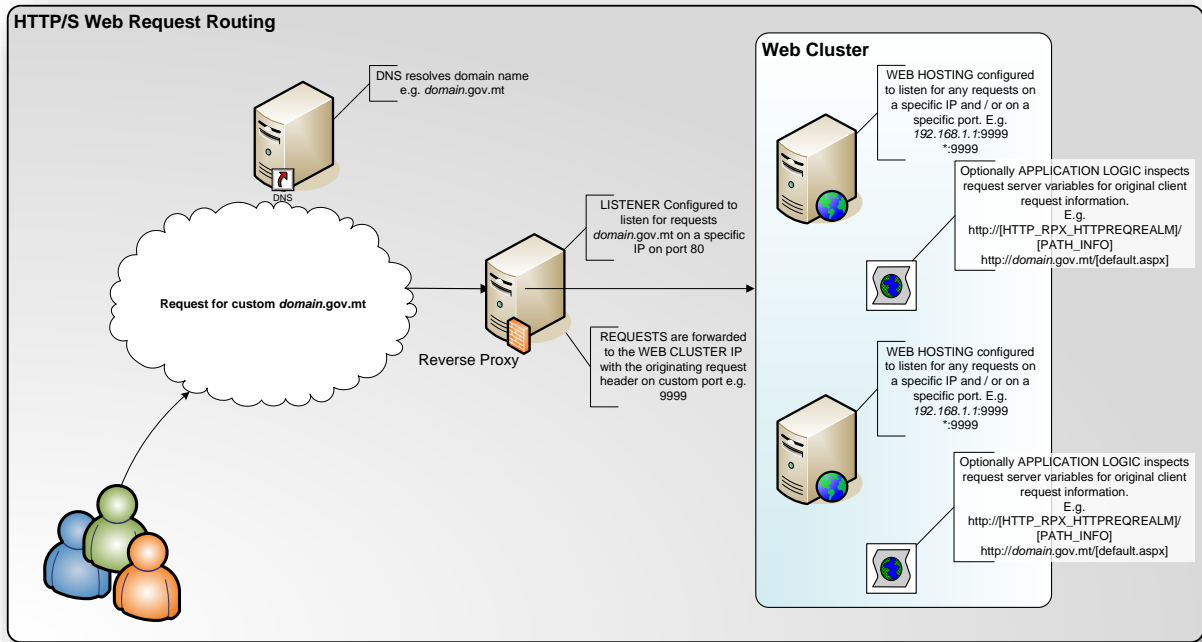 HTTP/S Web Request Routing
DNS resolves domain name
e.g. domain.gov.mt
DNS
Request for custom domain.gov.mt
LISTENER Configured to
listen for requests
domain.gov.mt on a specific
IP on port 80
Reverse Proxy
REQUESTS are forwarded
to the WEB CLUSTER IP
with the originating request
header on custom port e.g.
9999
Web Cluster
WEB HOSTING configured
to listen for any requests on
a specific IP and / or on a
specific port. E.g.
192.168.1.1:9999
*:9999
Optionally APPLICATION LOGIC inspects
request server variables for original client
request information.
E.g.
http://[HTTP_RPX_HTTPREQREALM]/
[PATH_INFO]
http://domain.gov.mt/[default.aspx]
WEB HOSTING configured
to listen for any requests on
a specific IP and / or on a
specific port. E.g.
192.168.1.1:9999
*:9999
Optionally APPLICATION LOGIC inspects
request server variables for original client
request information.
E.g.
http://[HTTP_RPX_HTTPREQREALM]/
[PATH_INFO]
http://domain.gov.mt/[default.aspx]